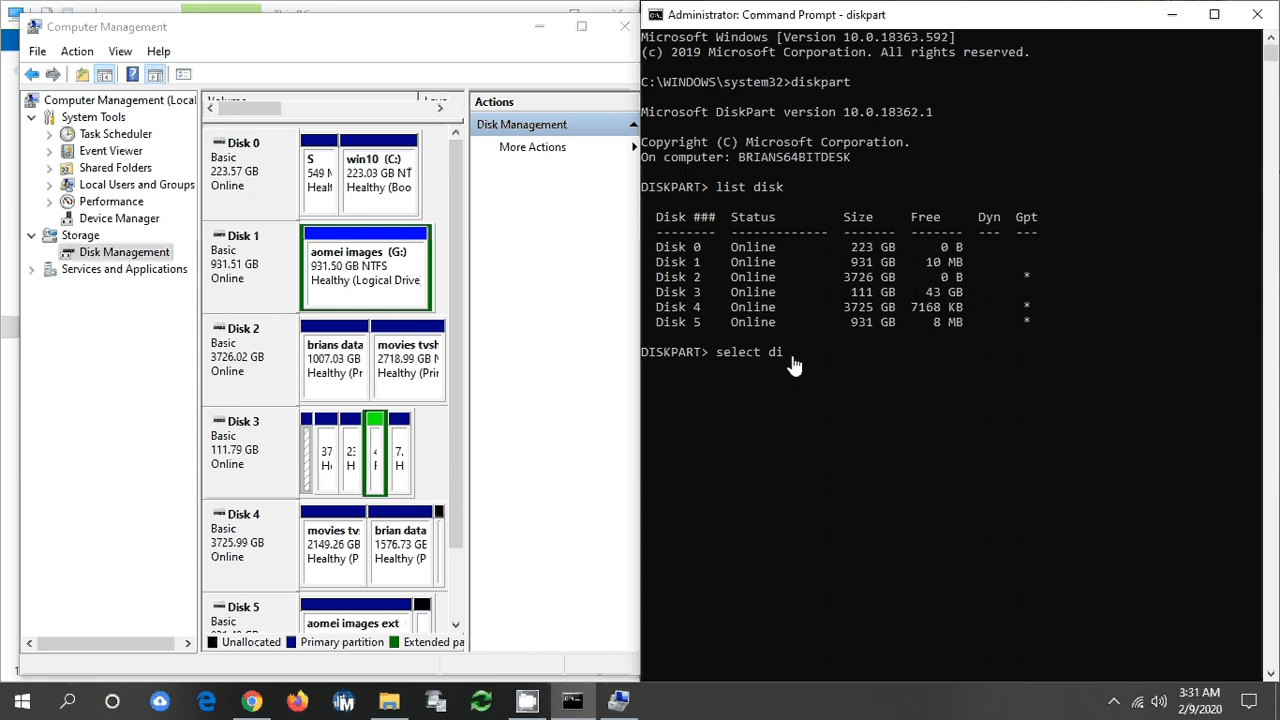 Computer Management
File Action View Help
Computer Management (Local
System Tools
Task Scheduler
Event Viewer
Shared Folders
Local Users and Groups
Performance
Device Manager
Storage
Disk Management
Services and Applications
Disk 0
Basic
223.57 GB
Online
S
549 N
Healt
win10 (C:)
223.03 GB NT
Healthy (Boo
Disk 1
Basic
931.51 GB
Online
aomei images (G:)
931.50 GB NTFS
Healthy (Logical Drive)
Disk 2
Basic
3726.02 GB
Online
brians data
1007.03 GB
Healthy (Pr
movies tvsh
2718.99 GB N
Healthy (Prin
Disk 3
Basic
111.79 GB
Online
37
H
23
H
4
F
7.
H
Disk 4
Basic
3725.99 GB
Online
movies tv
2149.26 GB
Healthy (P
brian data
1576.73 GE
Healthy (P
Disk 5
aomei images ext
Unallocated Primary partition Extended pa
Actions
Disk Management
More Actions
Administrator: Command Prompt - diskpart
Microsoft Windows [Version 10.0.18363.592]
(c) 2019 Microsoft Corporation. All rights reserved.
C:\WINDOWS\system32>diskpart
Microsoft DiskPart version 10.0.18362.1
Copyright (C) Microsoft Corporation.
On computer: BRIANS64BITDESK
DISKPART> list disk
Disk ### Status Size Free Dyn Gpt
-------- ------------- ------- ------- --- ---
Disk 0 Online 223 GB 0 B
Disk 1 Online 931 GB 10 MB
Disk 2 Online 3726 GB 0 B *
Disk 3 Online 111 GB 43 GB
Disk 4 Online 3725 GB 7168 KB *
Disk 5 Online 931 GB 8 MB *
DISKPART> select di
3:31 AM
2/9/2020